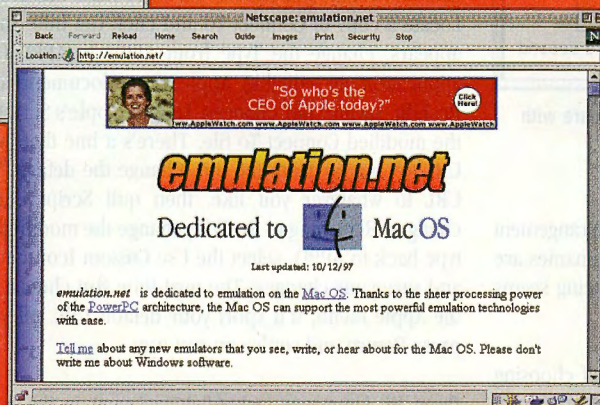 Netscape: emulation.net
Back Forward Reload Home Search Guide Images Print Security Stop
N
Location: http://emulation.net/
"So who's the
CEO of Apple today?"
Click
Here!
www.AppleWatch.com www.AppleWatch.com www.AppleWatch.com www.AppleWatch
emulation.net
Dedicated to Mac OS
Last updated: 10/12/97
emulation.net is dedicated to emulation on the Mac OS. Thanks to the sheer processing power
of the PowerPC architecture, the Mac OS can support the most powerful emulation technologies
with ease.
Tell me about any new emulators that you see, write, or hear about for the Mac OS. Please don't
write me about Windows software.